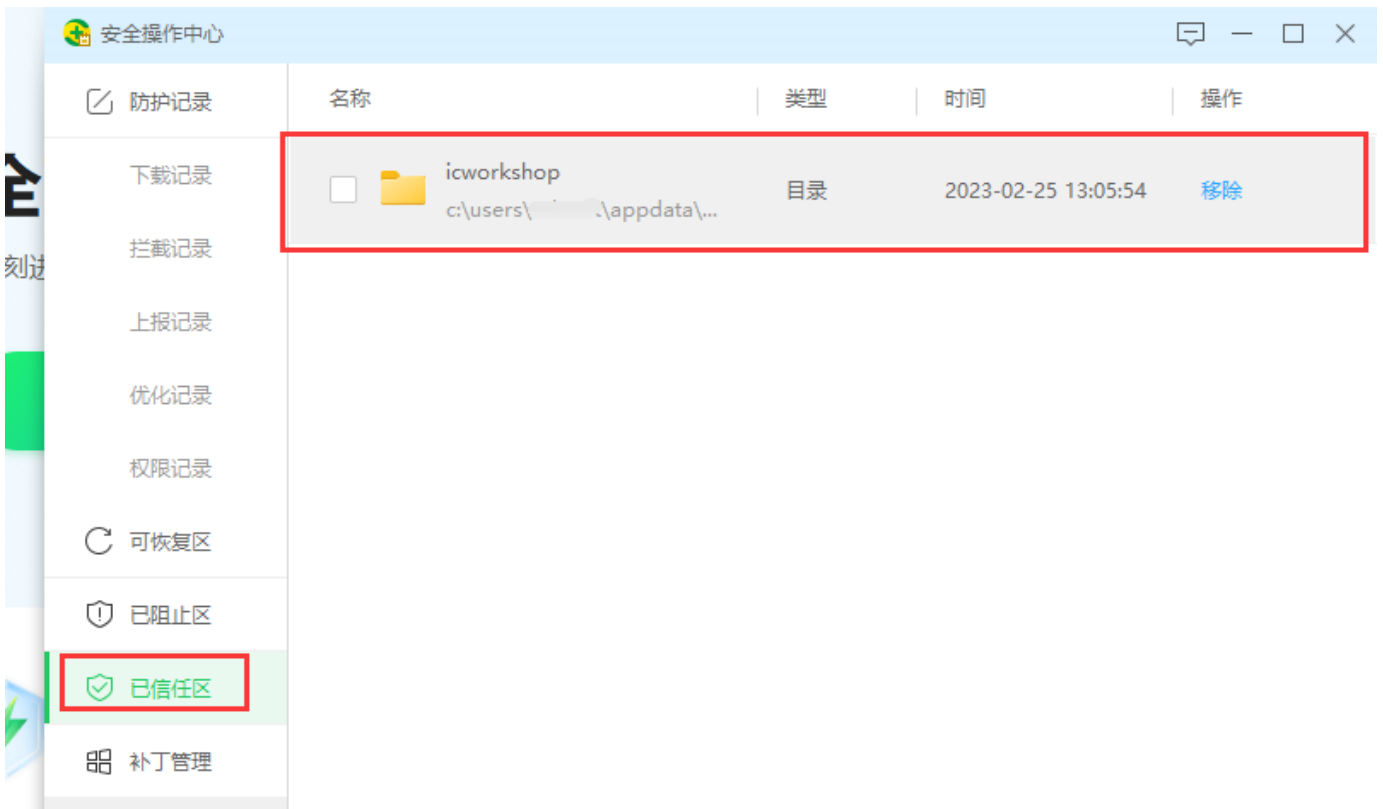 安全操作中心
防护记录
名称 类型 时间 操作
下载记录
icworkshop
c:\users\ \appdata\...
目录 2023-02-25 13:05:54 移除
拦截记录
全
刻进
上报记录
优化记录
权限记录
可恢复区
已阻止区
已信任区
补丁管理